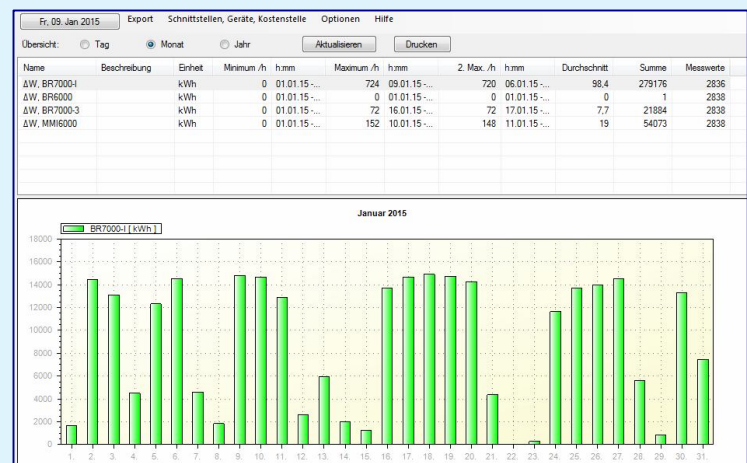 Fr, 09. Jan 2015 Export Schnittstellen, Geräte, Kostenstelle Optionen Hilfe
Übersicht: Tag Monat Jahr Aktualisieren Drucken
Name Beschreibung Einheit Minimum /h h:mm Maximum /h h:mm 2. Max. /h h:mm Durchschnitt Summe Messwerte
ΔW, BR7000-I kWh 0 01.01.15 -... 724 09.01.15 -... 720 06.01.15 -... 98,4 279176 2836
ΔW, BR6000 kWh 0 01.01.15 -... 0 01.01.15 -... 0 01.01.15 -... 0 1 2838
ΔW, BR7000-3 kWh 0 01.01.15 -... 72 16.01.15 -... 72 17.01.15 -... 7,7 21884 2838
ΔW, MMI6000 kWh 0 01.01.15 -... 152 10.01.15 -... 148 11.01.15 -... 19 54073 2838
Januar 2015
BR7000-I [ kWh ]
18000
16000
14000
12000
10000
8000
6000
4000
2000
0
1. 2. 3. 4. 5. 6. 7. 8. 9. 10. 11. 12. 13. 14. 15. 16. 17. 18. 19. 20. 21. 22. 23. 24. 25. 26. 27. 28. 29. 30. 31.